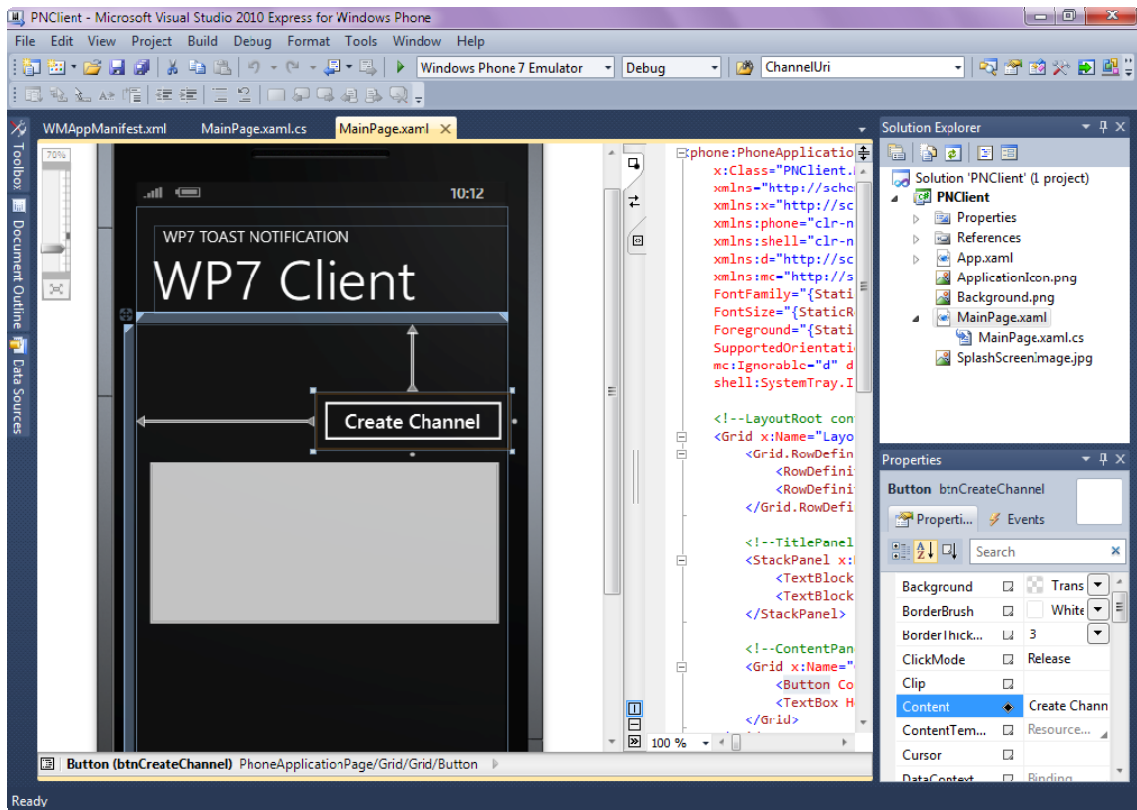 PNClient - Microsoft Visual Studio 2010 Express for Windows Phone
File Edit View Project Build Debug Format Tools Window Help
Windows Phone 7 Emulator Debug ChannelUri
WMAppManifest.xml MainPage.xaml.cs MainPage.xaml
Toolbox
Document Outline
Data Sources
70%
10:12
WP7 TOAST NOTIFICATION
WP7 Client
Create Channel
phone:PhoneApplicatio
x:Class="PNClient.
xmlns="http://sche
xmlns:x="http://sc
xmlns:phone="clr-n
xmlns:shell="clr-n
xmlns:d="http://sc
xmlns:mc="http://s
FontFamily="{Stati
FontSize="{StaticR
Foreground="{Stati
SupportedOrientati
mc:Ignorable="d" d
shell:SystemTray.I
<!--LayoutRoot con
<Grid x:Name="Layo
<Grid.RowDefin
<RowDefini
<RowDefini
</Grid.RowDefi
<!--TitlePanel
<StackPanel x:
<TextBlock
<TextBlock
</StackPanel>
<!--ContentPan
<Grid x:Name="
<Button Co
<TextBox H
</Grid>
100 %
Button (btnCreateChannel) PhoneApplicationPage/Grid/Grid/Button
Ready
Solution Explorer
Solution 'PNClient' (1 project)
PNClient
Properties
References
App.xaml
ApplicationIcon.png
Background.png
MainPage.xaml
MainPage.xaml.cs
SplashScreenImage.jpg
Properties
Button btnCreateChannel
Properti... Events
Search
Background Trans
BorderBrush White
BorderThick... 3
ClickMode Release
Clip
Content Create Chann
ContentTem... Resource...
Cursor
DataContext Binding